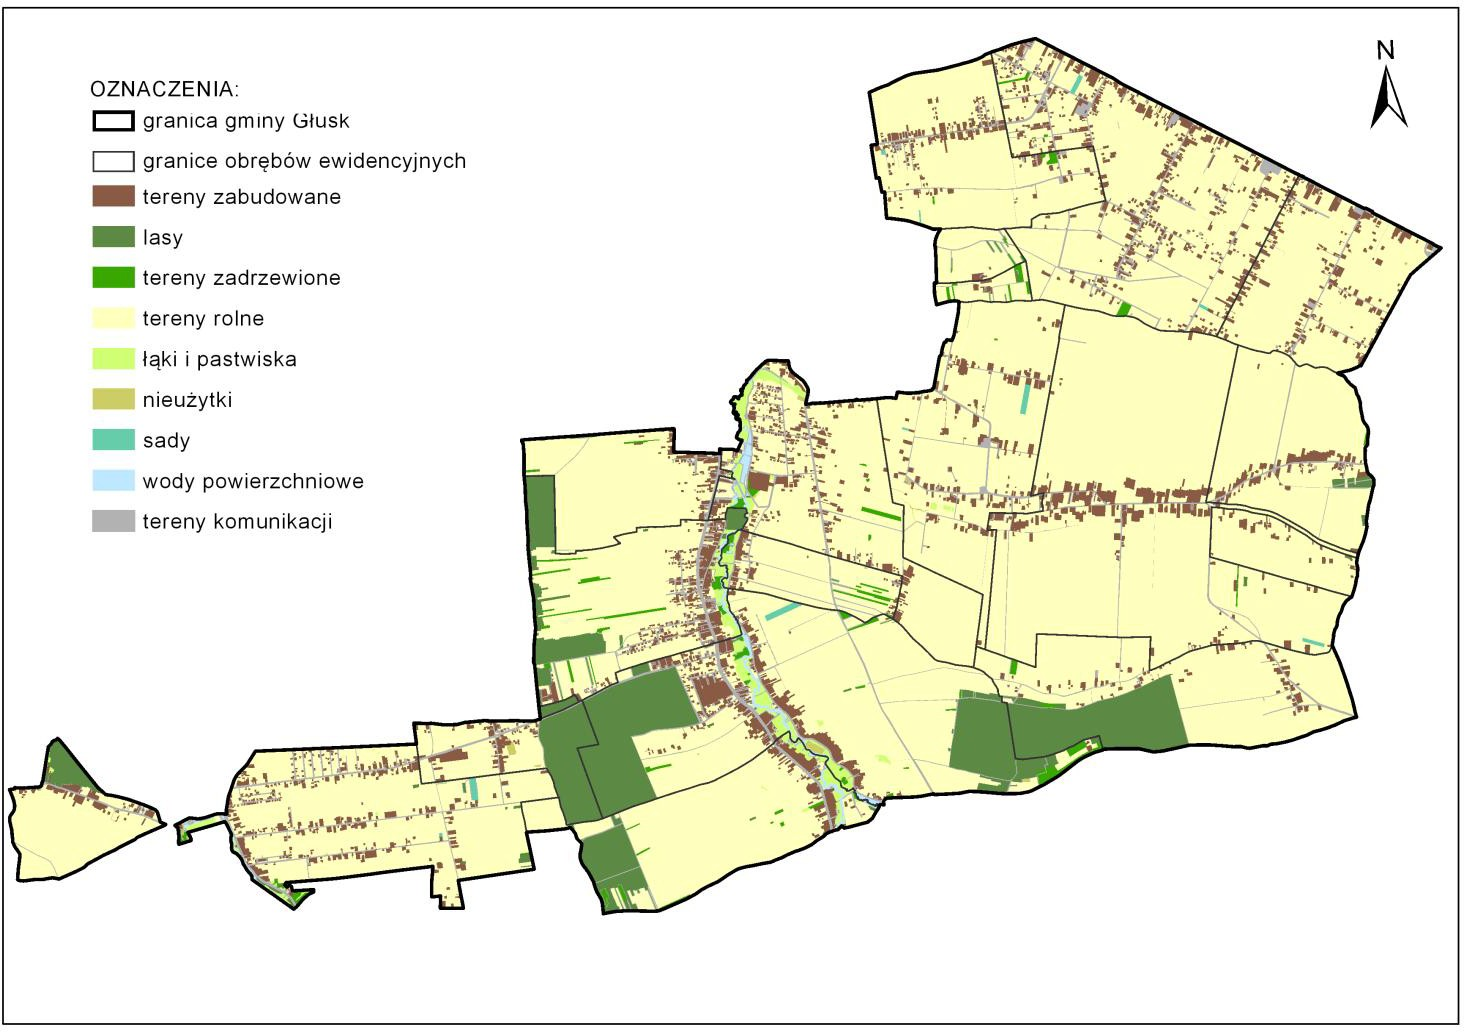 N
OZNACZENIA:
granica gminy Głusk
granice obrębów ewidencyjnych
tereny zabudowane
lasy
tereny zadrzewione
tereny rolne
łąki i pastwiska
nieużytki
sady
wody powierzchniowe
tereny komunikacji